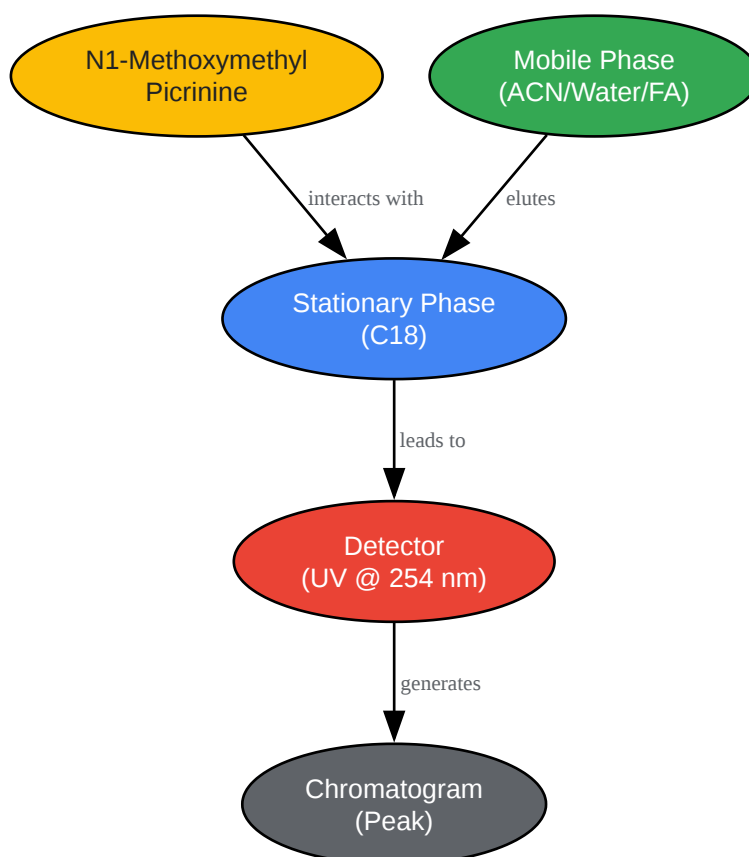 N1-Methoxymethyl
Picrinine
Mobile Phase
(ACN/Water/FA)
interacts with
elutes
Stationary Phase
(C18)
leads to
Detector
(UV @ 254 nm)
generates
Chromatogram
(Peak)